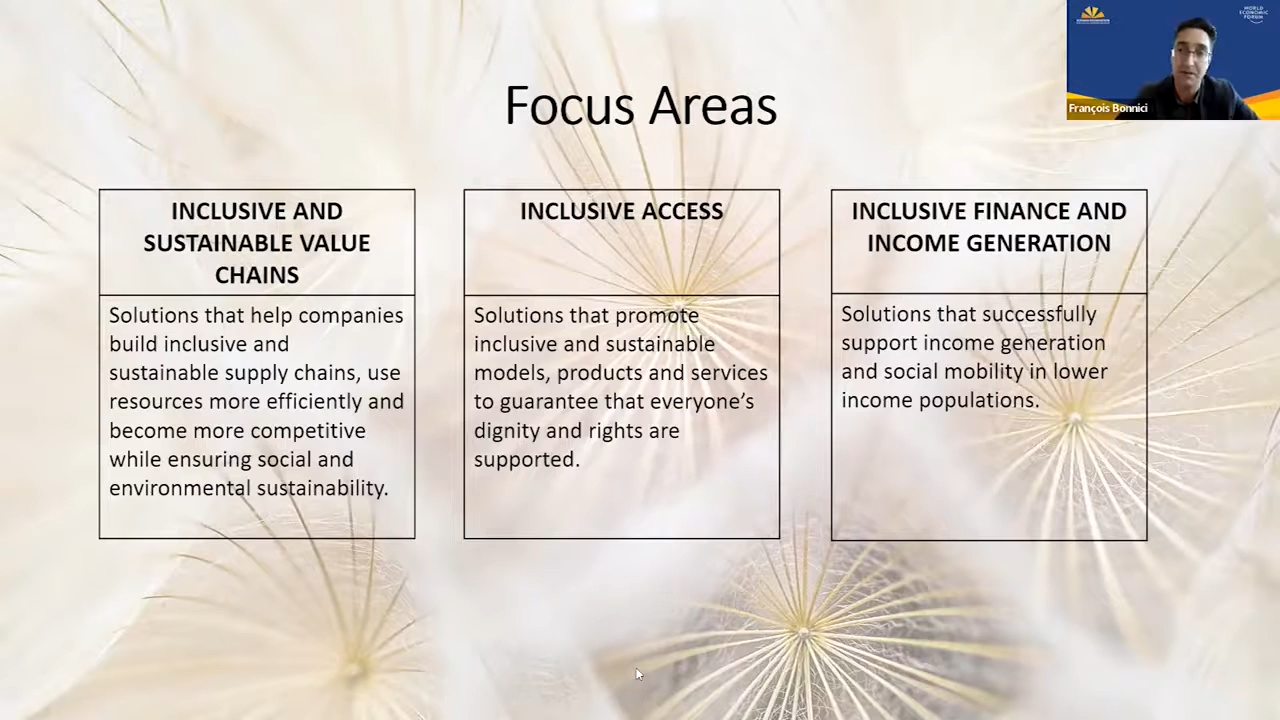 WORLD
ECONOMIC
FORUM
François Bonnici
Focus Areas
INCLUSIVE AND
SUSTAINABLE VALUE
CHAINS
Solutions that help companies
build inclusive and
sustainable supply chains, use
resources more efficiently and
become more competitive
while ensuring social and
environmental sustainability.
INCLUSIVE ACCESS
Solutions that promote
inclusive and sustainable
models, products and services
to guarantee that everyone’s
dignity and rights are
supported.
INCLUSIVE FINANCE AND
INCOME GENERATION
Solutions that successfully
support income generation
and social mobility in lower
income populations.